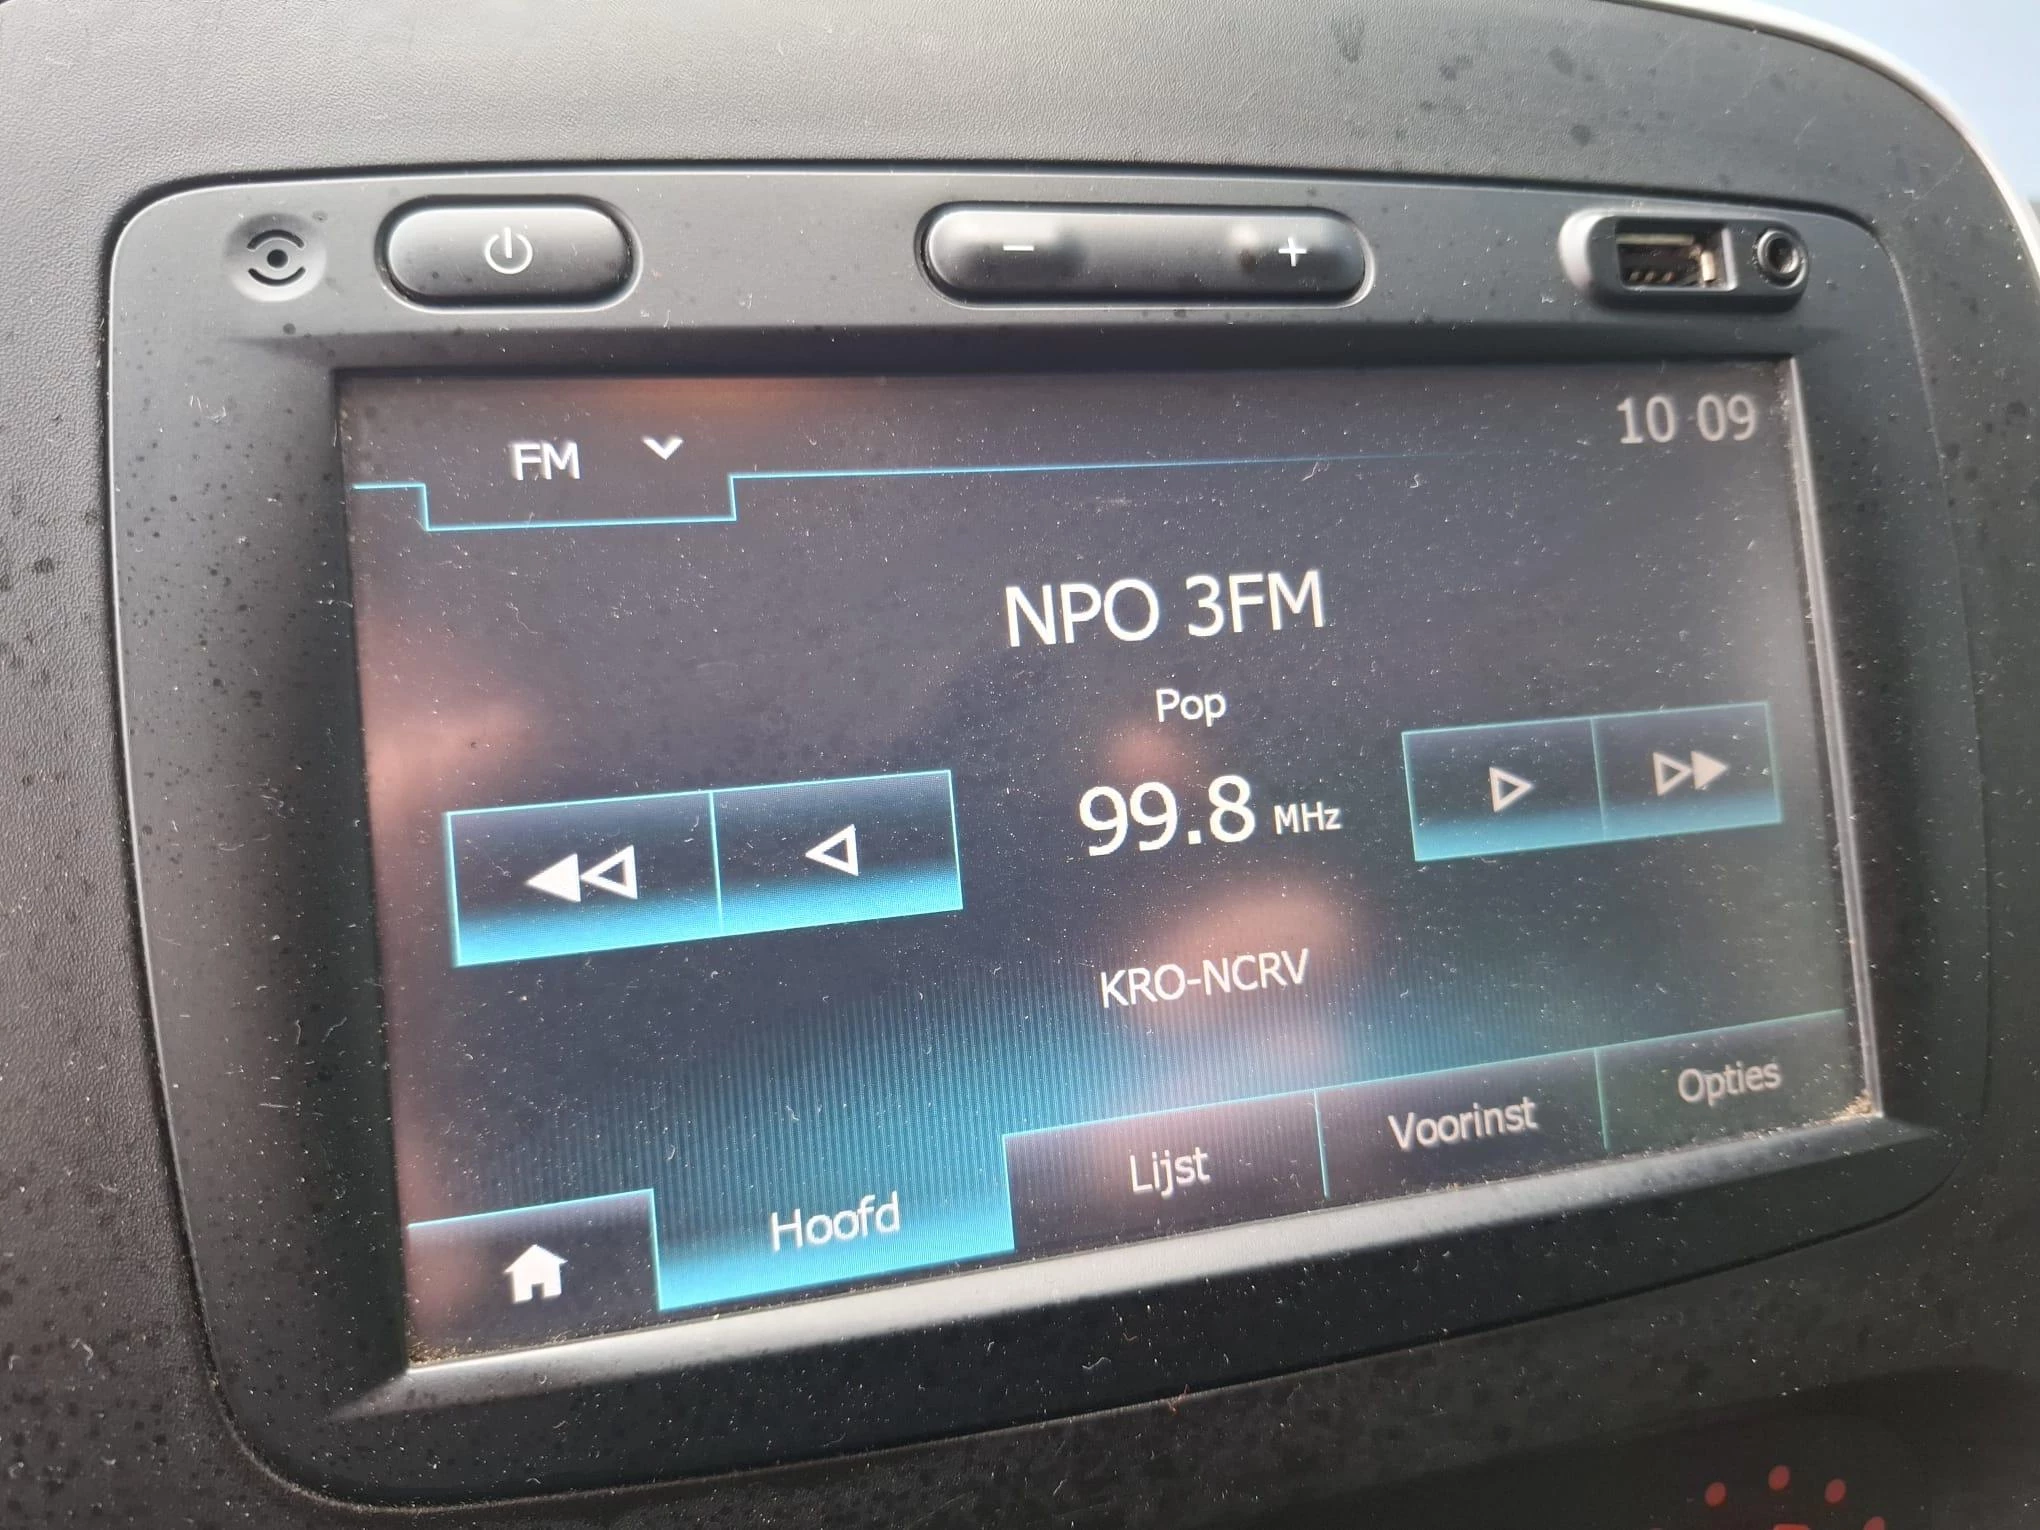 10 09
FM
NPO 3FM
Pop
99.8 MHz
KRO-NCRV
Hoofd
Lijst
Voorinst
Opties